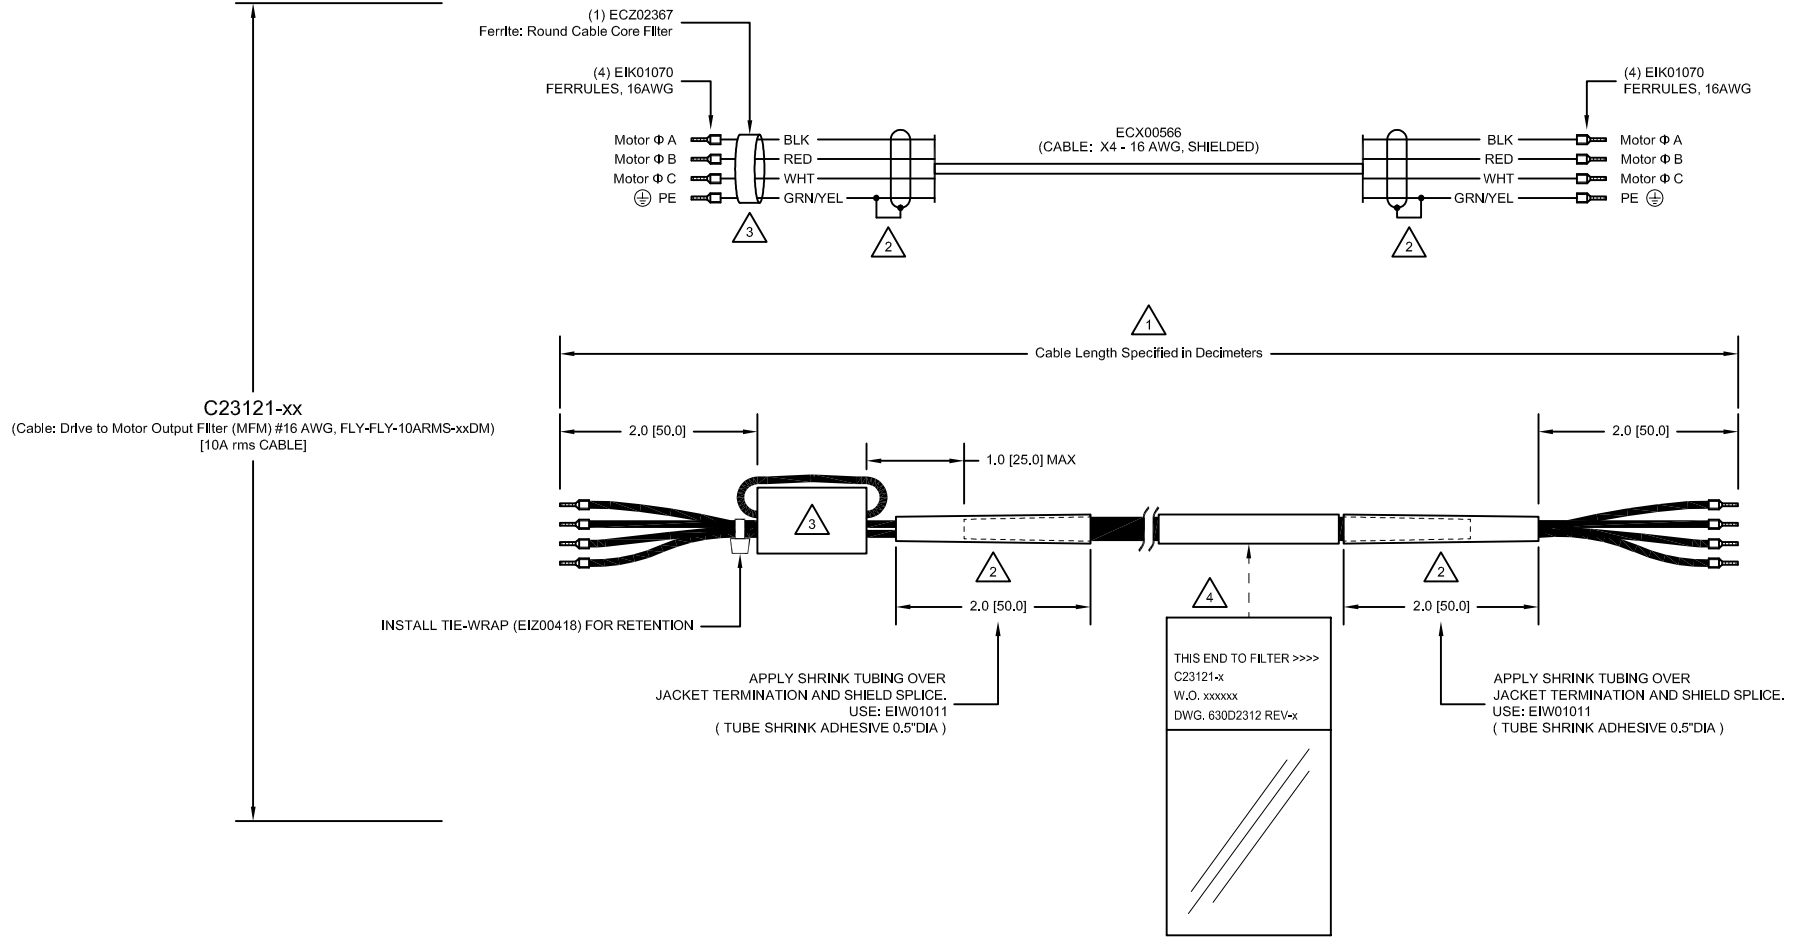 (1) ECZ02367
Ferrite: Round Cable Core Filter
(4) EIK01070
FERRULES, 16AWG
(4) EIK01070
FERRULES, 16AWG
Motor Φ A
BLK
ECX00566
(CABLE: X4 - 16 AWG, SHIELDED)
BLK
Motor Φ A
Motor Φ B
RED
RED
Motor Φ B
Motor Φ C
WHT
WHT
Motor Φ C
PE
GRN/YEL
GRN/YEL
PE
3
2
2
1
Cable Length Specified in Decimeters
C23121-xx
(Cable: Drive to Motor Output Filter (MFM) #16 AWG, FLY-FLY-10ARMS-xxDM)
[10A rms CABLE]
2.0 [50.0]
2.0 [50.0]
1.0 [25.0] MAX
3
2
2
4
2.0 [50.0]
2.0 [50.0]
INSTALL TIE-WRAP (EIZ00418) FOR RETENTION
APPLY SHRINK TUBING OVER
JACKET TERMINATION AND SHIELD SPLICE.
USE: EIW01011
( TUBE SHRINK ADHESIVE 0.5"DIA )
THIS END TO FILTER >>>>
C23121-x
W.O. xxxxxx
DWG. 630D2312 REV-x
APPLY SHRINK TUBING OVER
JACKET TERMINATION AND SHIELD SPLICE.
USE: EIW01011
( TUBE SHRINK ADHESIVE 0.5"DIA )